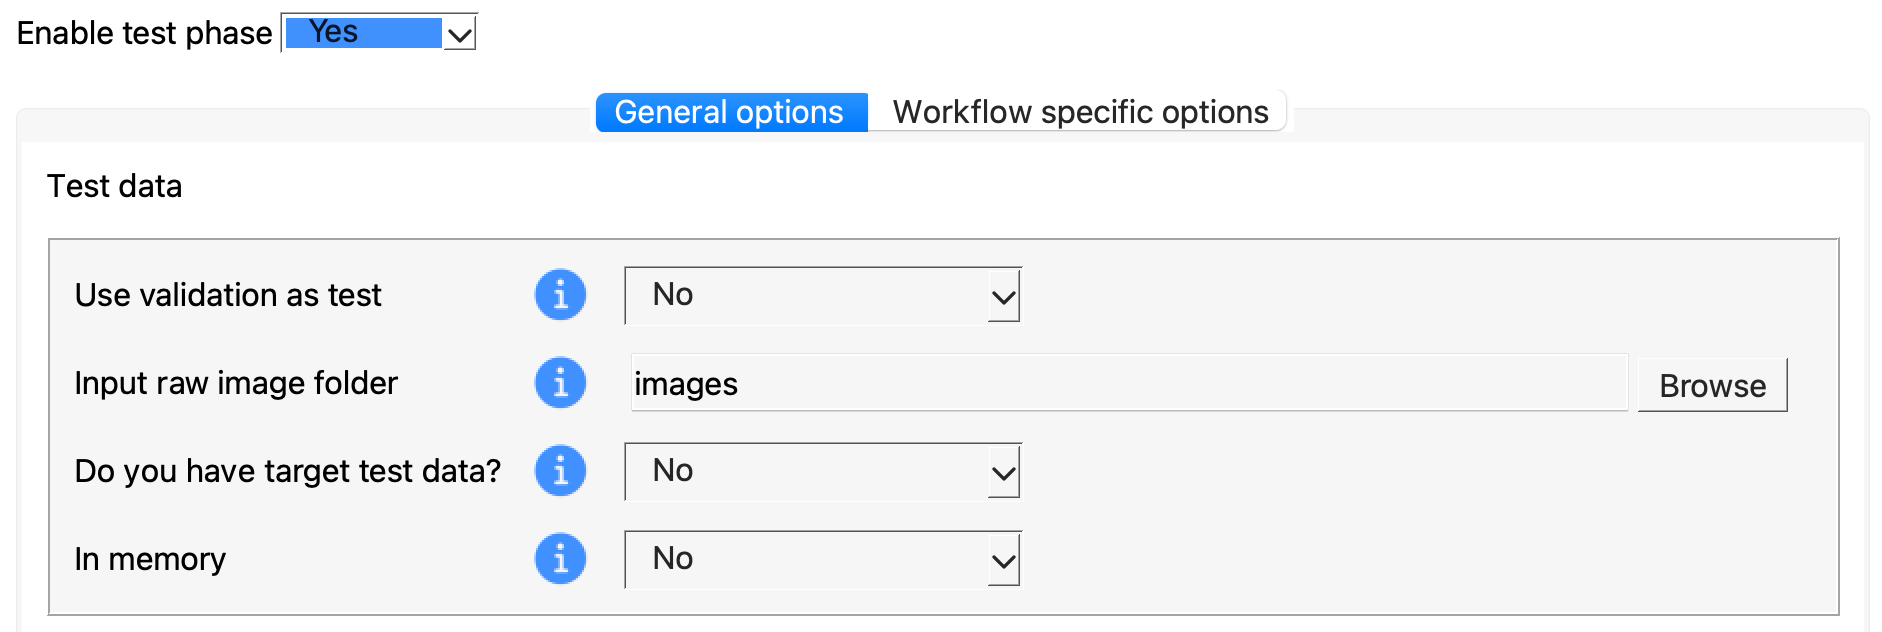 Enable test phase Yes
General options Workflow specific options
Test data
Use validation as test i No
Input raw image folder i images Browse
Do you have target test data? i No
In memory i No